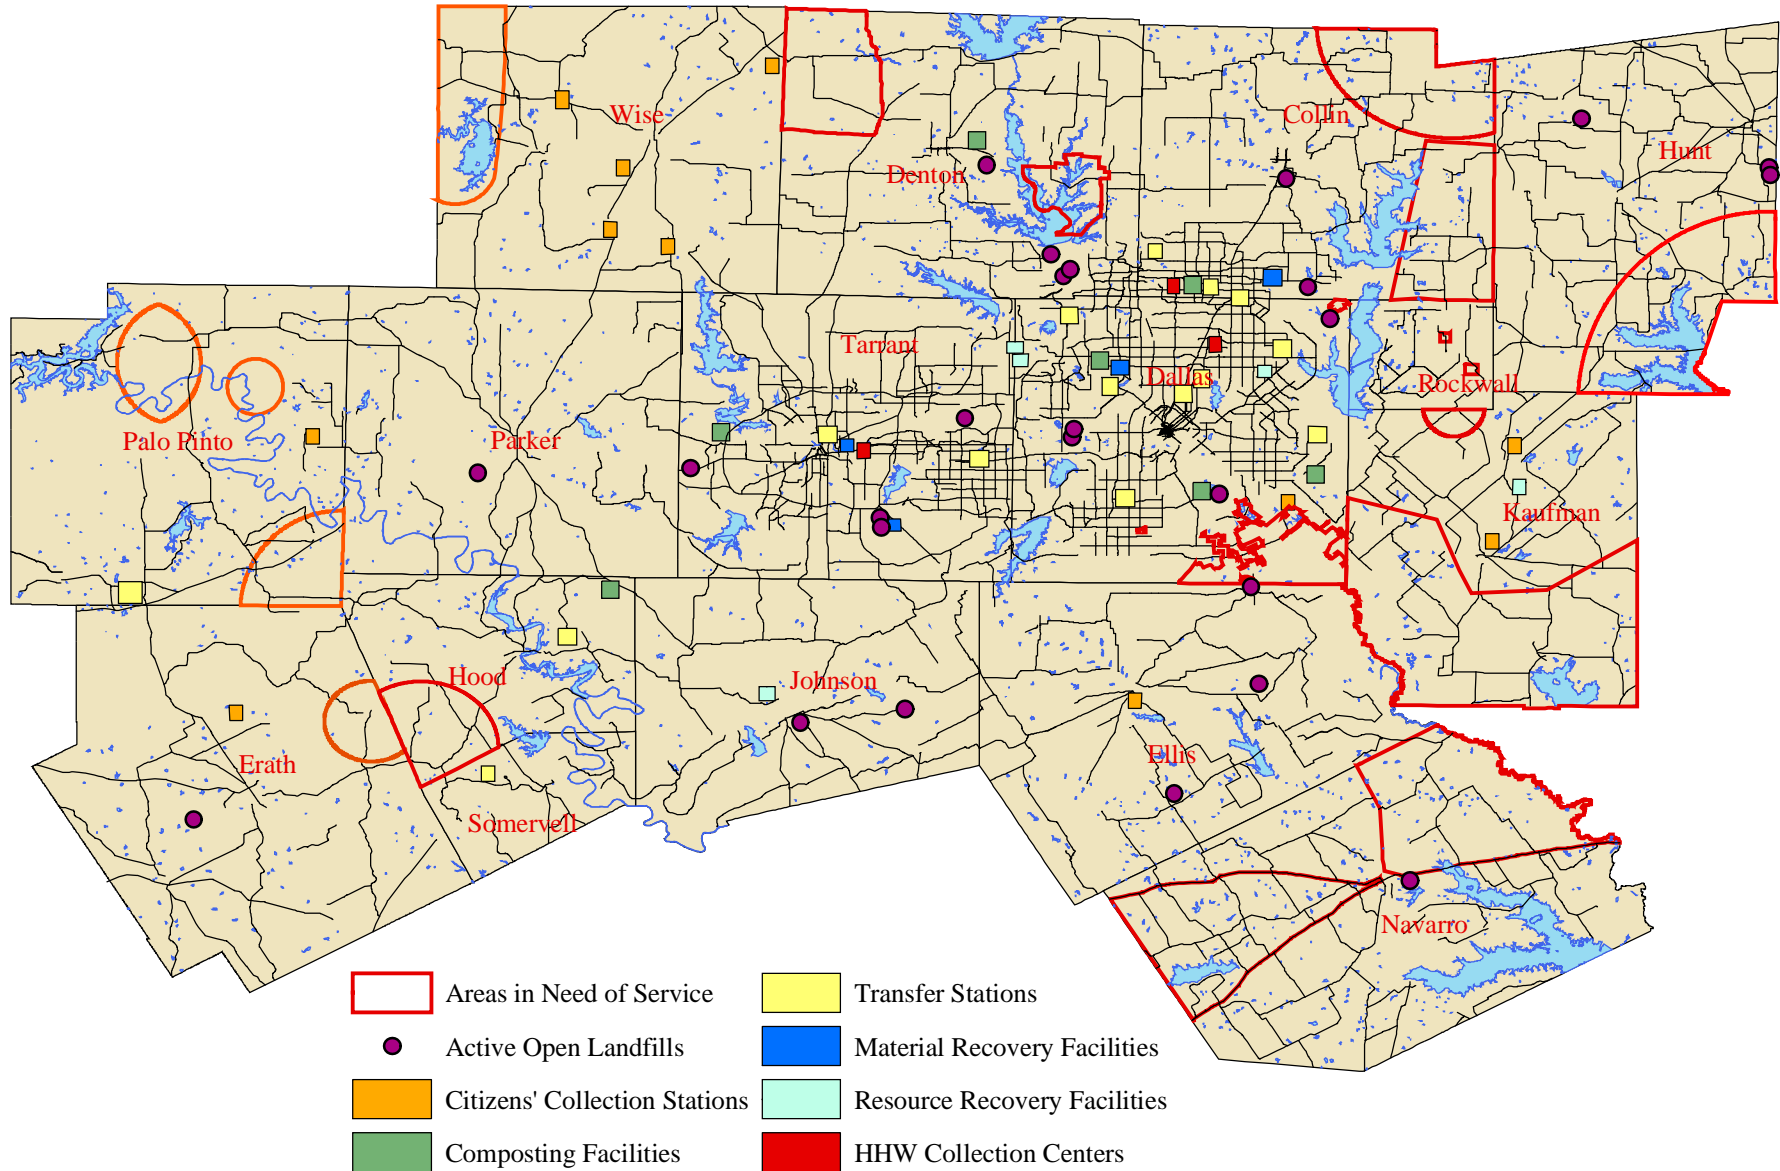 Wise
Collin
Hunt
Denton
Tarrant
Dallas
Rockwall
Palo Pinto
Parker
Kaufman
Hood
Johnson
Erath
Ellis
Somervell
Navarro
Areas in Need of Service
Transfer Stations
Active Open Landfills
Material Recovery Facilities
Citizens' Collection Stations
Resource Recovery Facilities
Composting Facilities
HHW Collection Centers